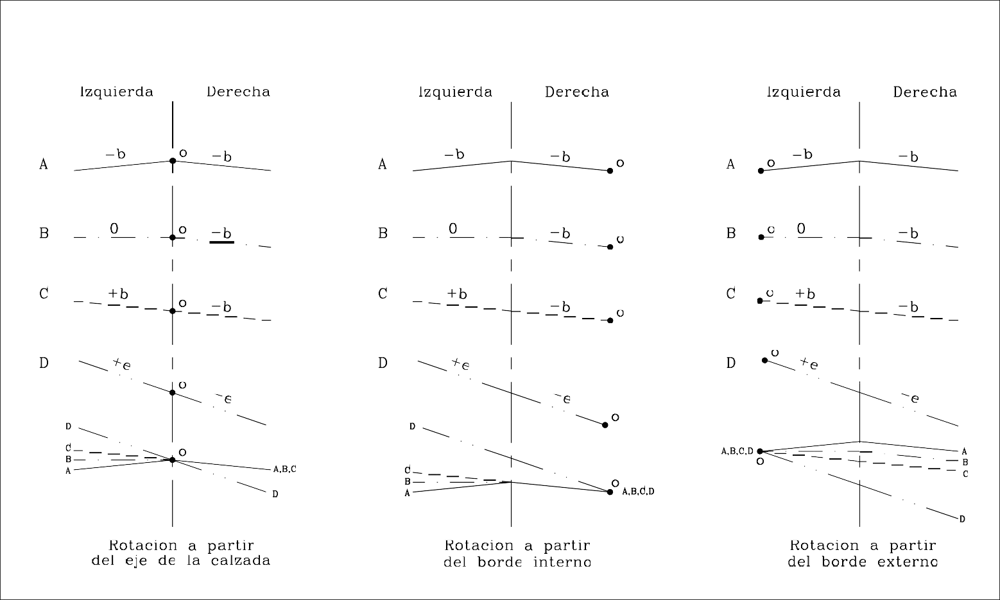 Izquierda Derecha
A -b o -b
B 0 o -b
C +b o -b
D +e o -e
D
C o
B
A A,B,C
D
Rotacion a partir
del eje de la calzada
Izquierda Derecha
A -b -b o
B 0 -b o
C +b -b o
D +e -e o
D
C
B o
A A,B,C,D
Rotacion a partir
del borde interno
Izquierda Derecha
A o -b -b
B o 0 -b
C o +b -b
D o +e -e
A,B,C,D A
o B
C
D
Rotacion a partir
del borde externo